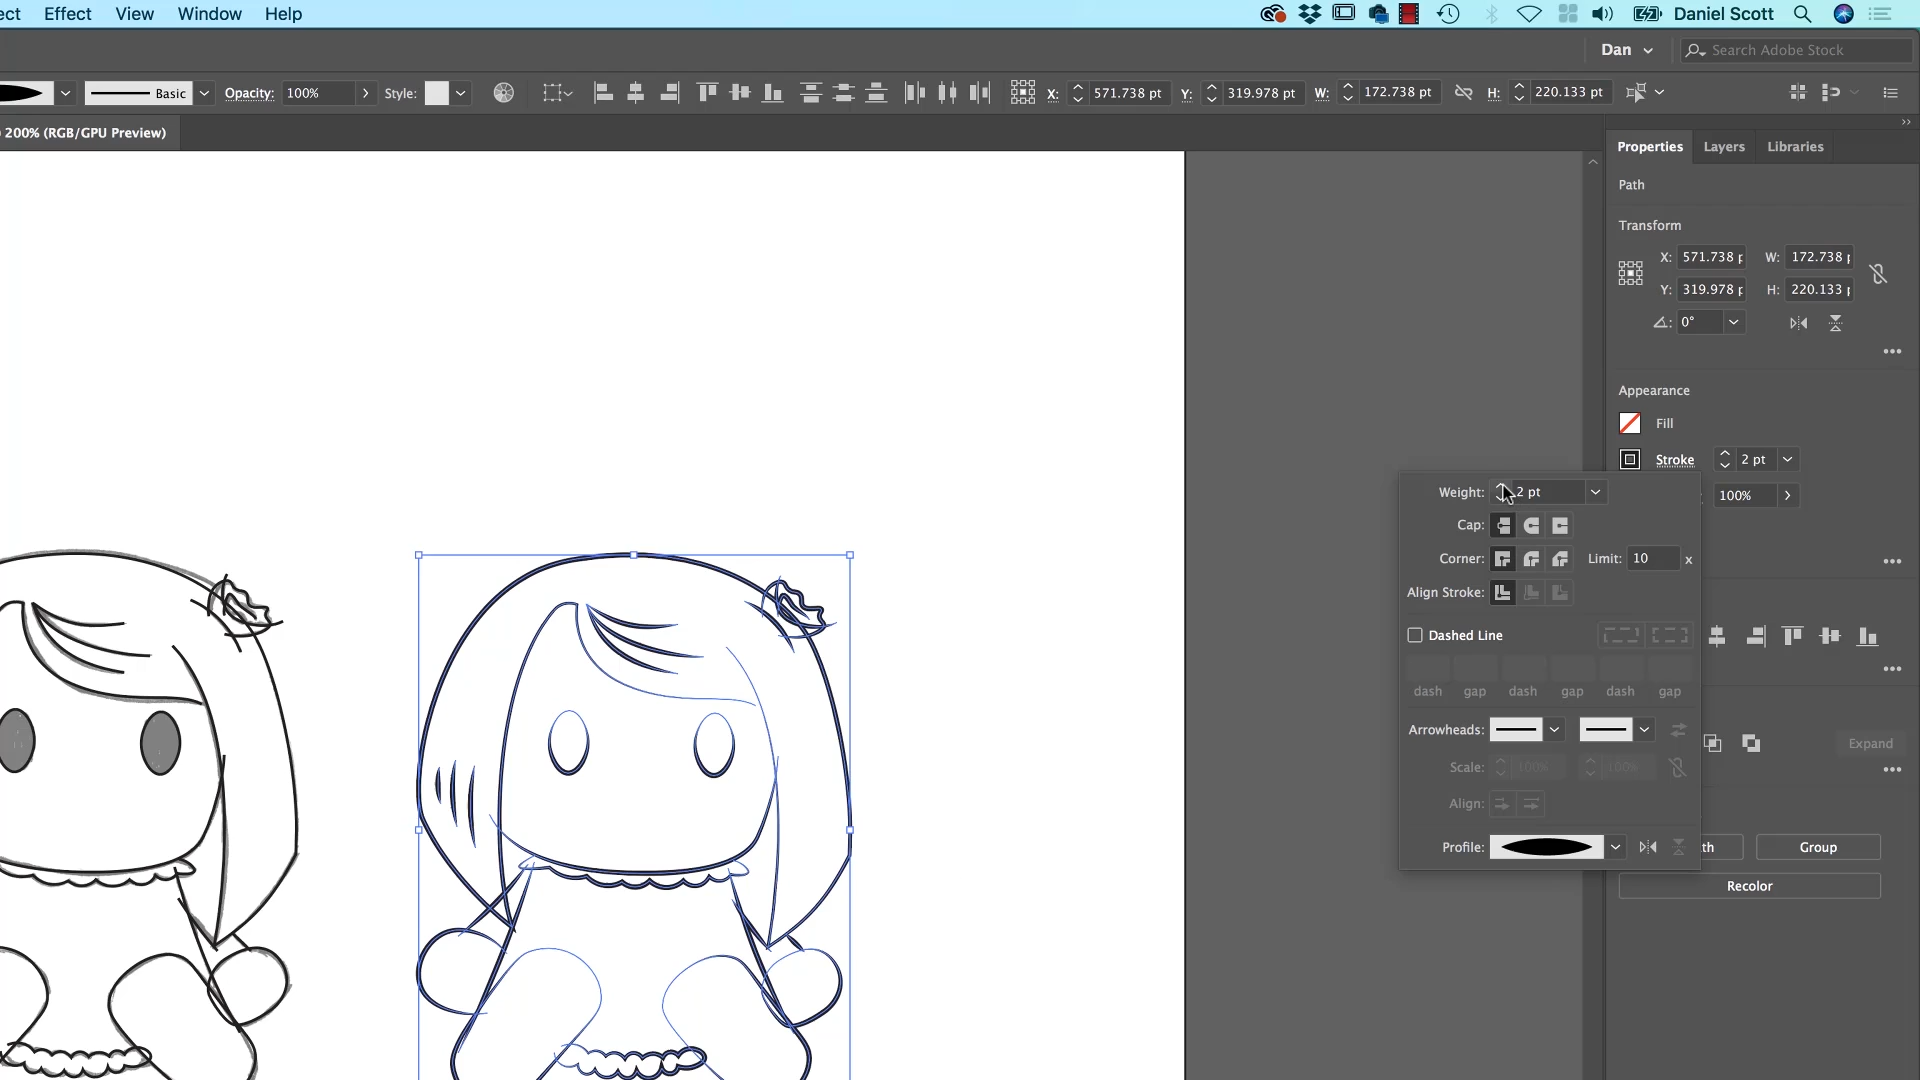 ect Effect View Window Help Daniel Scott
Dan Search Adobe Stock
Basic Opacity: 100% Style: X: 571.738 pt Y: 319.978 pt W: 172.738 pt H: 220.133 pt
200% (RGB/GPU Preview)
Properties Layers Libraries
Path
Transform
X: 571.738 p W: 172.738 p
Y: 319.978 p H: 220.133 p
0°
Appearance
Fill
Stroke 2 pt
100%
Weight: 2 pt
Cap:
Corner: Limit: 10 x
Align Stroke:
Dashed Line
dash gap dash gap dash gap
Arrowheads:
Scale: 100% 100%
Align:
Expand
Profile:
th Group
Recolor